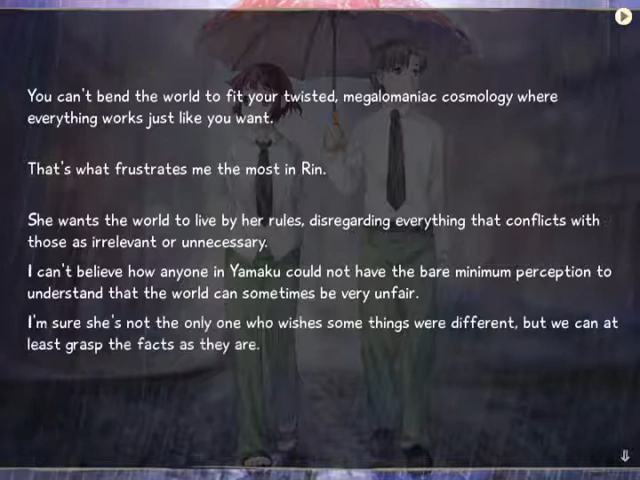 You can't bend the world to fit your twisted, megalomaniac cosmology where
everything works just like you want.
That's what frustrates me the most in Rin.
She wants the world to live by her rules, disregarding everything that conflicts with
those as irrelevant or unnecessary.
I can't believe how anyone in Yamaku could not have the bare minimum perception to
understand that the world can sometimes be very unfair.
I'm sure she's not the only one who wishes some things were different, but we can at
least grasp the facts as they are.